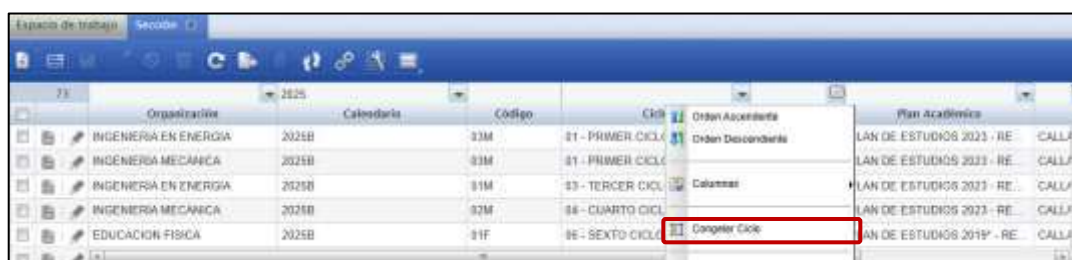 Espacio de trabajo Sección
73 2025
Organización Calendario Código Plan Académico
Orden Ascendente
Orden Descendente
Columnas
Congelar Ciclo
INGENIERIA EN ENERGIA 2025B 03M 01 - PRIMER CICL LAN DE ESTUDIOS 2023 - RE... CALLA
INGENIERIA MECANICA 2025B 03M 01 - PRIMER CICL LAN DE ESTUDIOS 2023 - RE... CALLA
INGENIERIA EN ENERGIA 2025B 01M 03 - TERCER CICL LAN DE ESTUDIOS 2023 - RE... CALLA
INGENIERIA MECANICA 2025B 02M 04 - CUARTO CICL LAN DE ESTUDIOS 2023 - RE... CALLA
EDUCACION FISICA 2025B 01F 06 - SEXTO CICLO LAN DE ESTUDIOS 2019* - RE... CALLA